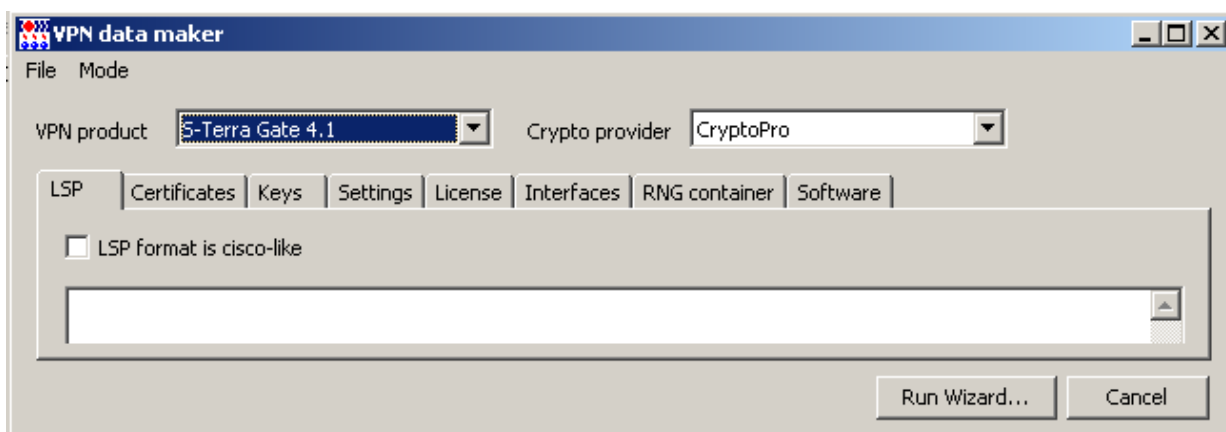 VPN data maker
File Mode
VPN product S-Terra Gate 4.1 Crypto provider CryptoPro
LSP Certificates Keys Settings License Interfaces RNG container Software
LSP format is cisco-like
Run Wizard... Cancel